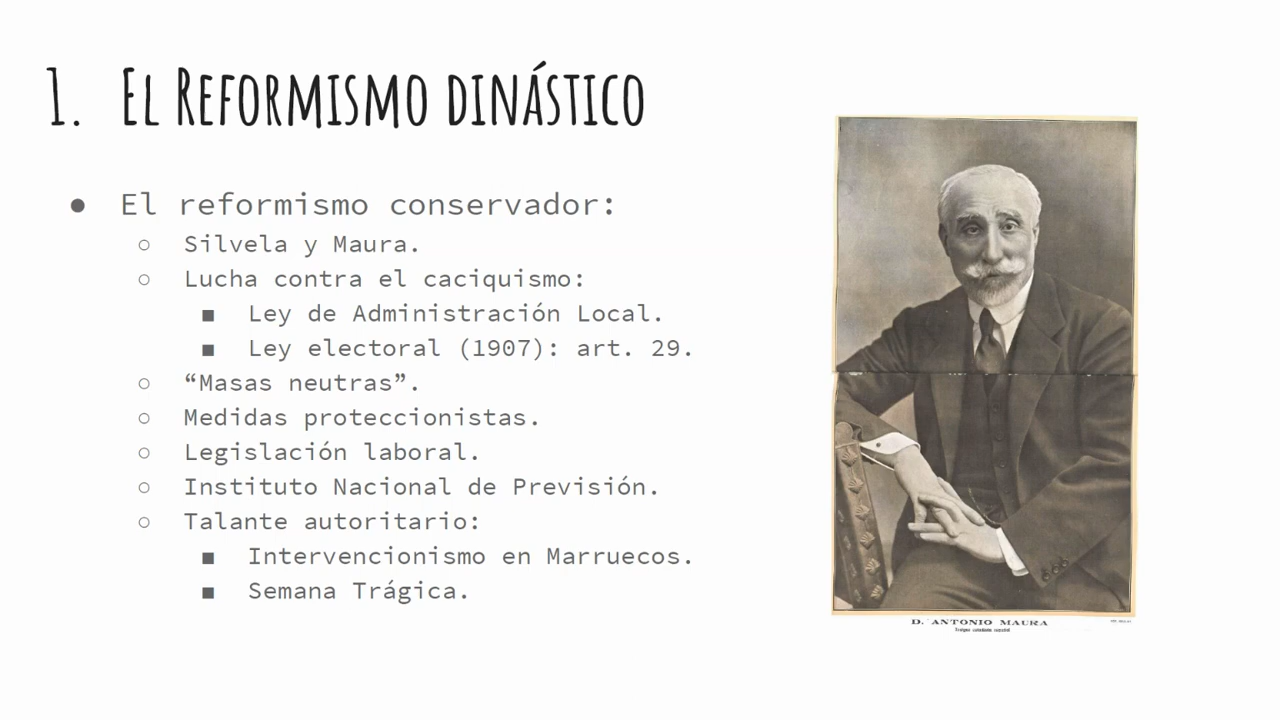 1. El Reformismo dinástico
● El reformismo conservador:
○ Silvela y Maura.
○ Lucha contra el caciquismo:
■ Ley de Administración Local.
■ Ley electoral (1907): art. 29.
○ “Masas neutras”.
○ Medidas proteccionistas.
○ Legislación laboral.
○ Instituto Nacional de Previsión.
○ Talante autoritario:
■ Intervencionismo en Marruecos.
■ Semana Trágica.
D. ANTONIO MAURA